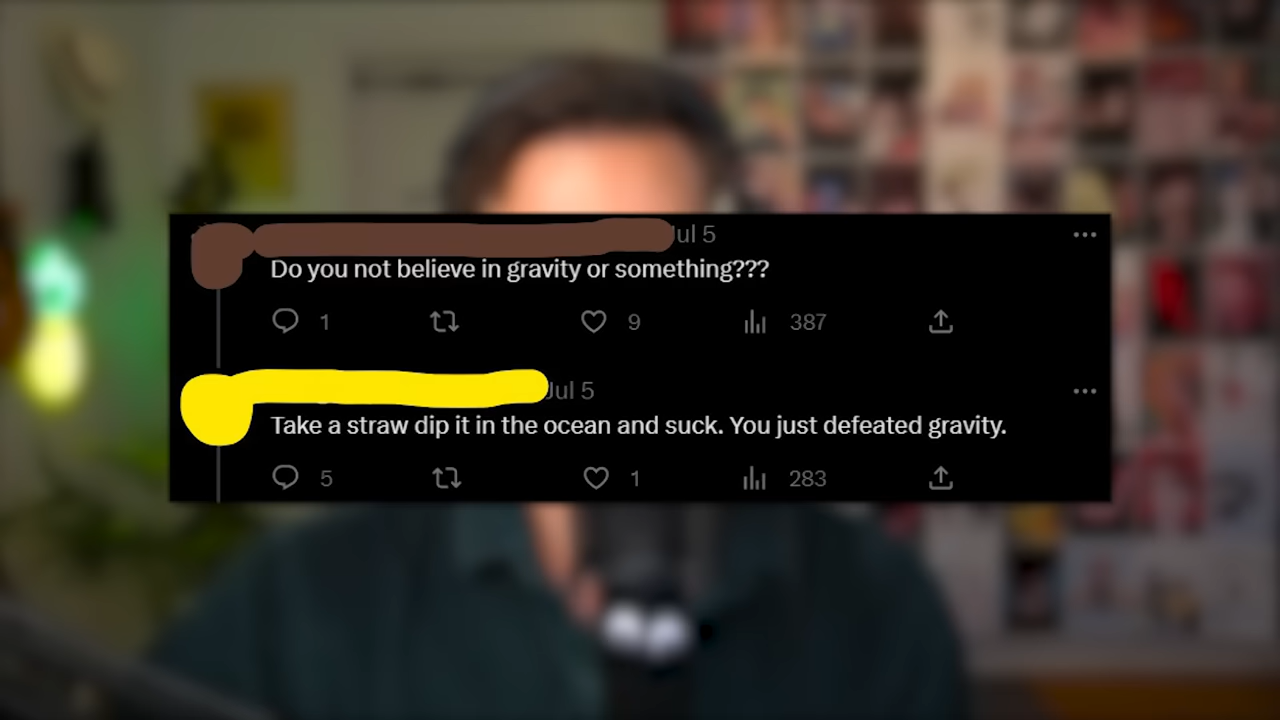 Jul 5
Do you not believe in gravity or something???
1 9 387
Jul 5
Take a straw dip it in the ocean and suck. You just defeated gravity.
5 1 283